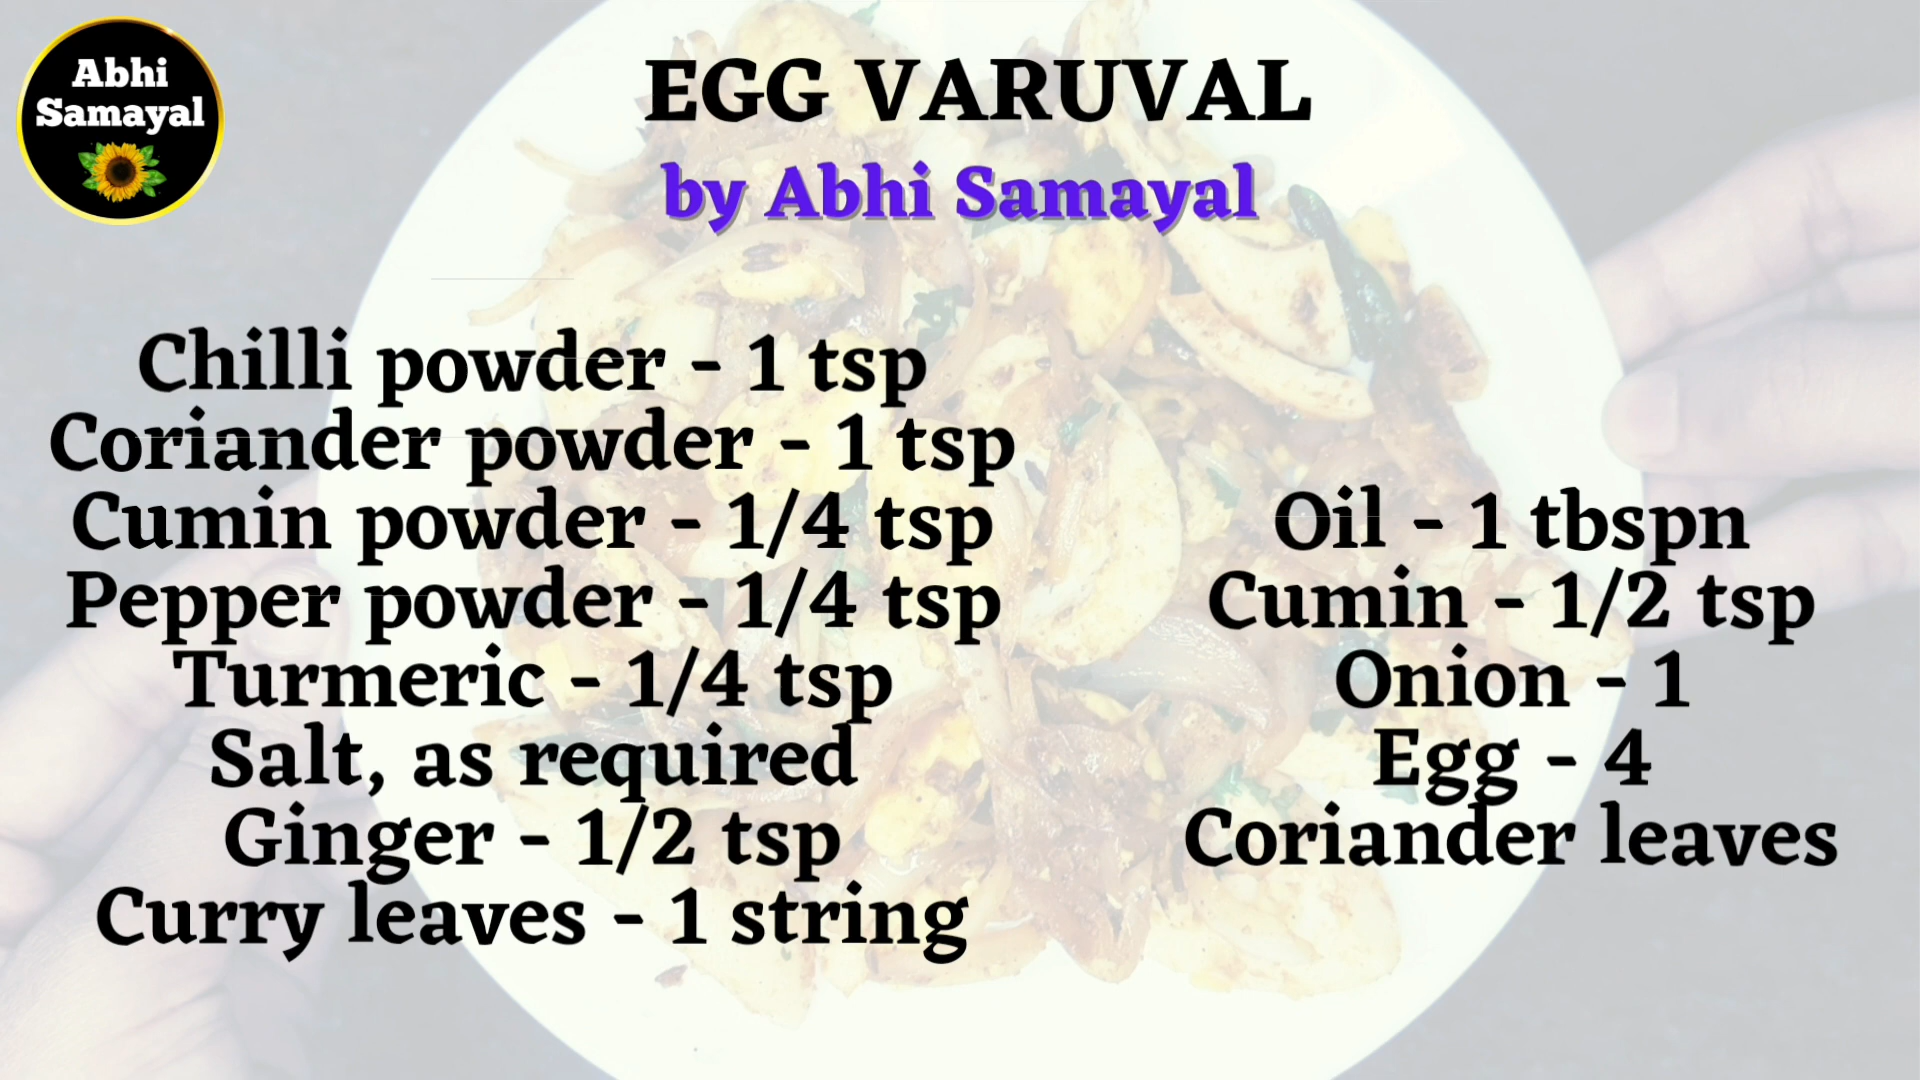 Abhi
Samayal
EGG VARUVAL
by Abhi Samayal
Chilli powder - 1 tsp
Coriander powder - 1 tsp
Cumin powder - 1/4 tsp
Pepper powder - 1/4 tsp
Turmeric - 1/4 tsp
Salt, as required
Ginger - 1/2 tsp
Curry leaves - 1 string
Oil - 1 tbspn
Cumin - 1/2 tsp
Onion - 1
Egg - 4
Coriander leaves